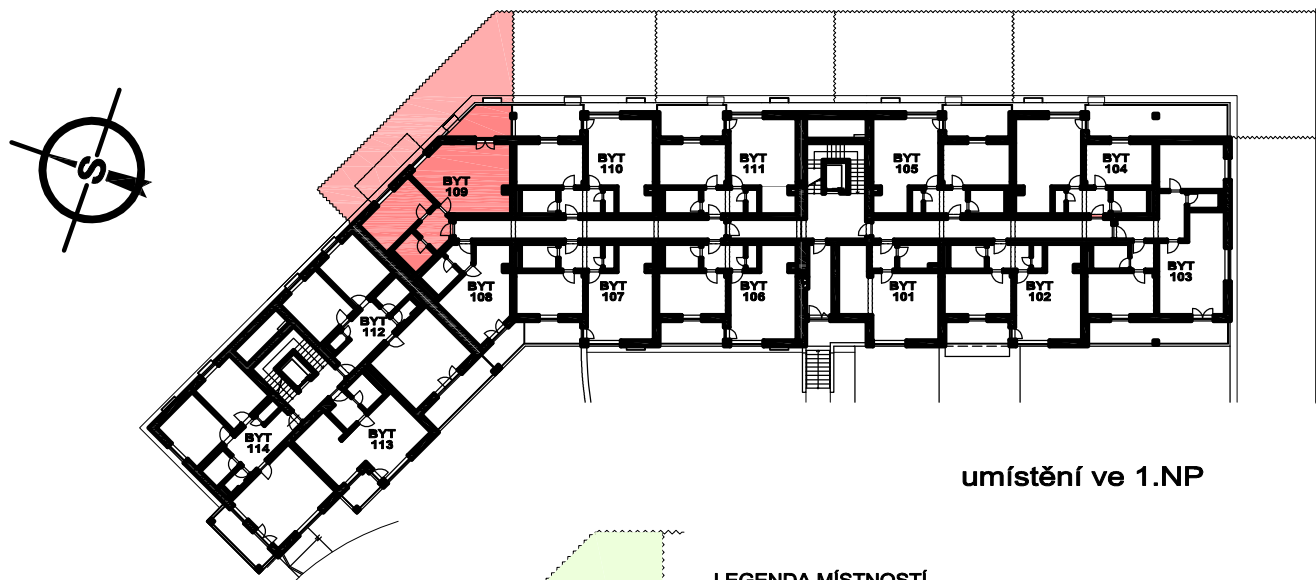 S
BYT
110
BYT
111
BYT
105
BYT
104
BYT
109
BYT
108
BYT
107
BYT
106
BYT
101
BYT
102
BYT
103
BYT
112
BYT
114
BYT
113
umístění ve 1.NP
LEGENDA MÍSTNOSTÍ